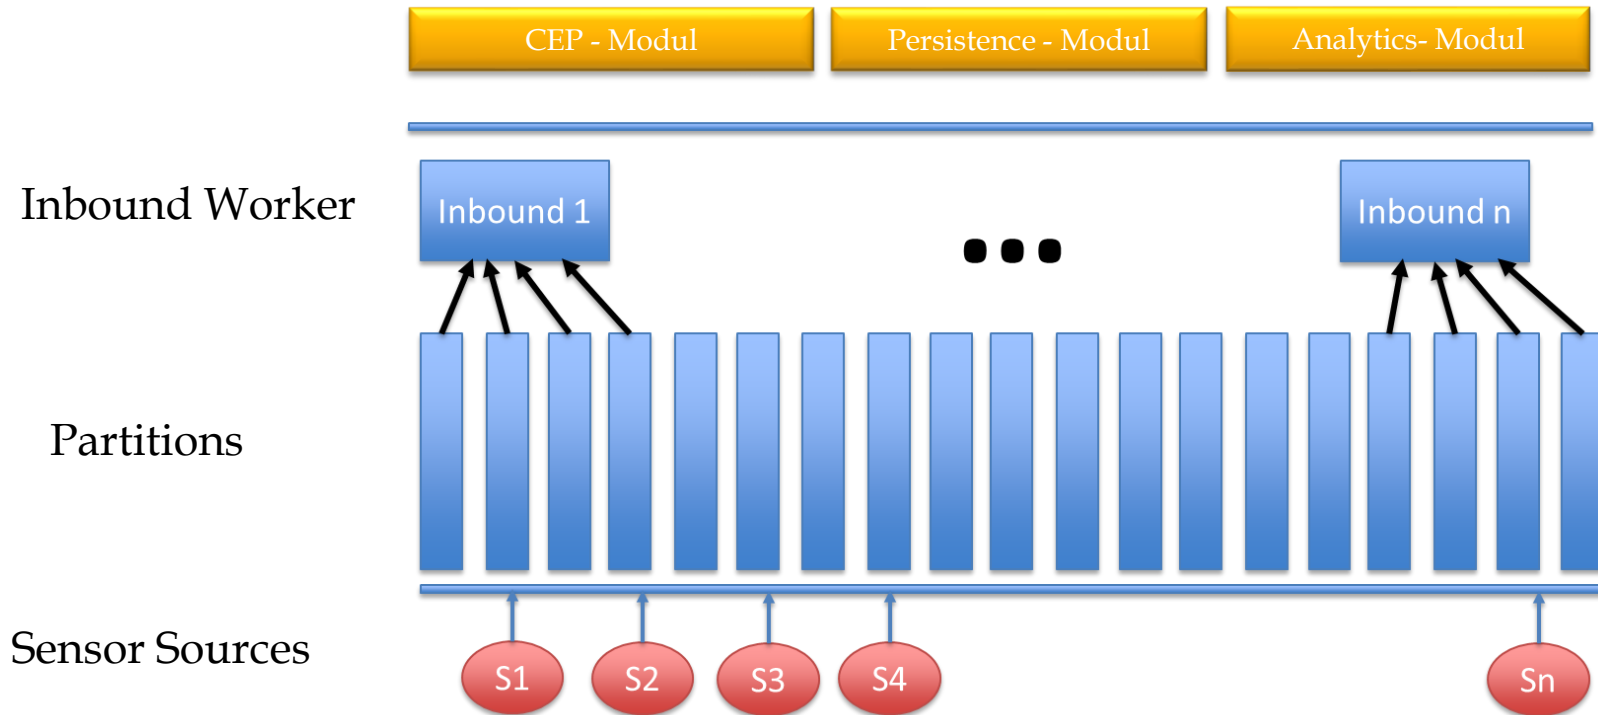 CEP - Modul
Persistence - Modul
Analytics- Modul
Inbound Worker
Inbound 1
Inbound n
Partitions
Sensor Sources
S1
S2
S3
S4
Sn